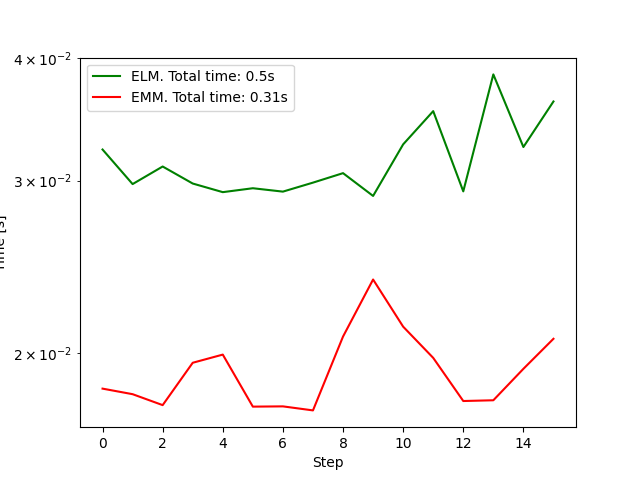 4 × 10⁻²
ELM. Total time: 0.5s
EMM. Total time: 0.31s
3 × 10⁻²
2 × 10⁻²
0 2 4 6 8 10 12 14
Step